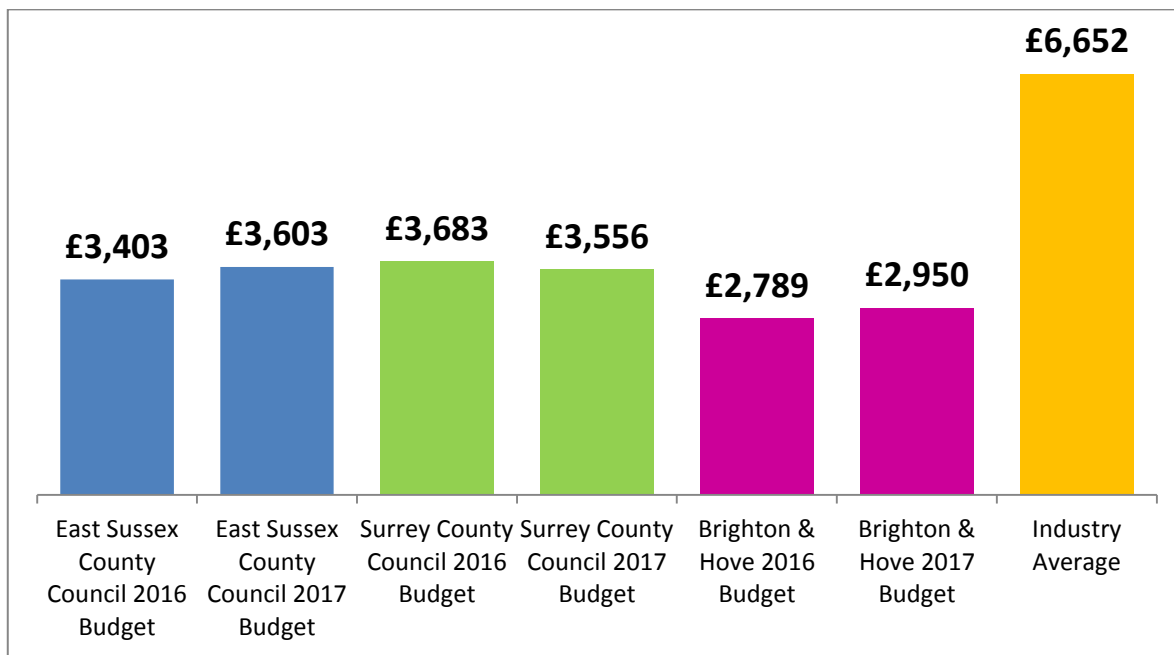 £6,652
£3,403
£3,603
£3,683
£3,556
£2,789
£2,950
East Sussex
County
Council 2016
Budget
East Sussex
County
Council 2017
Budget
Surrey County
Council 2016
Budget
Surrey County
Council 2017
Budget
Brighton &
Hove 2016
Budget
Brighton &
Hove 2017
Budget
Industry
Average